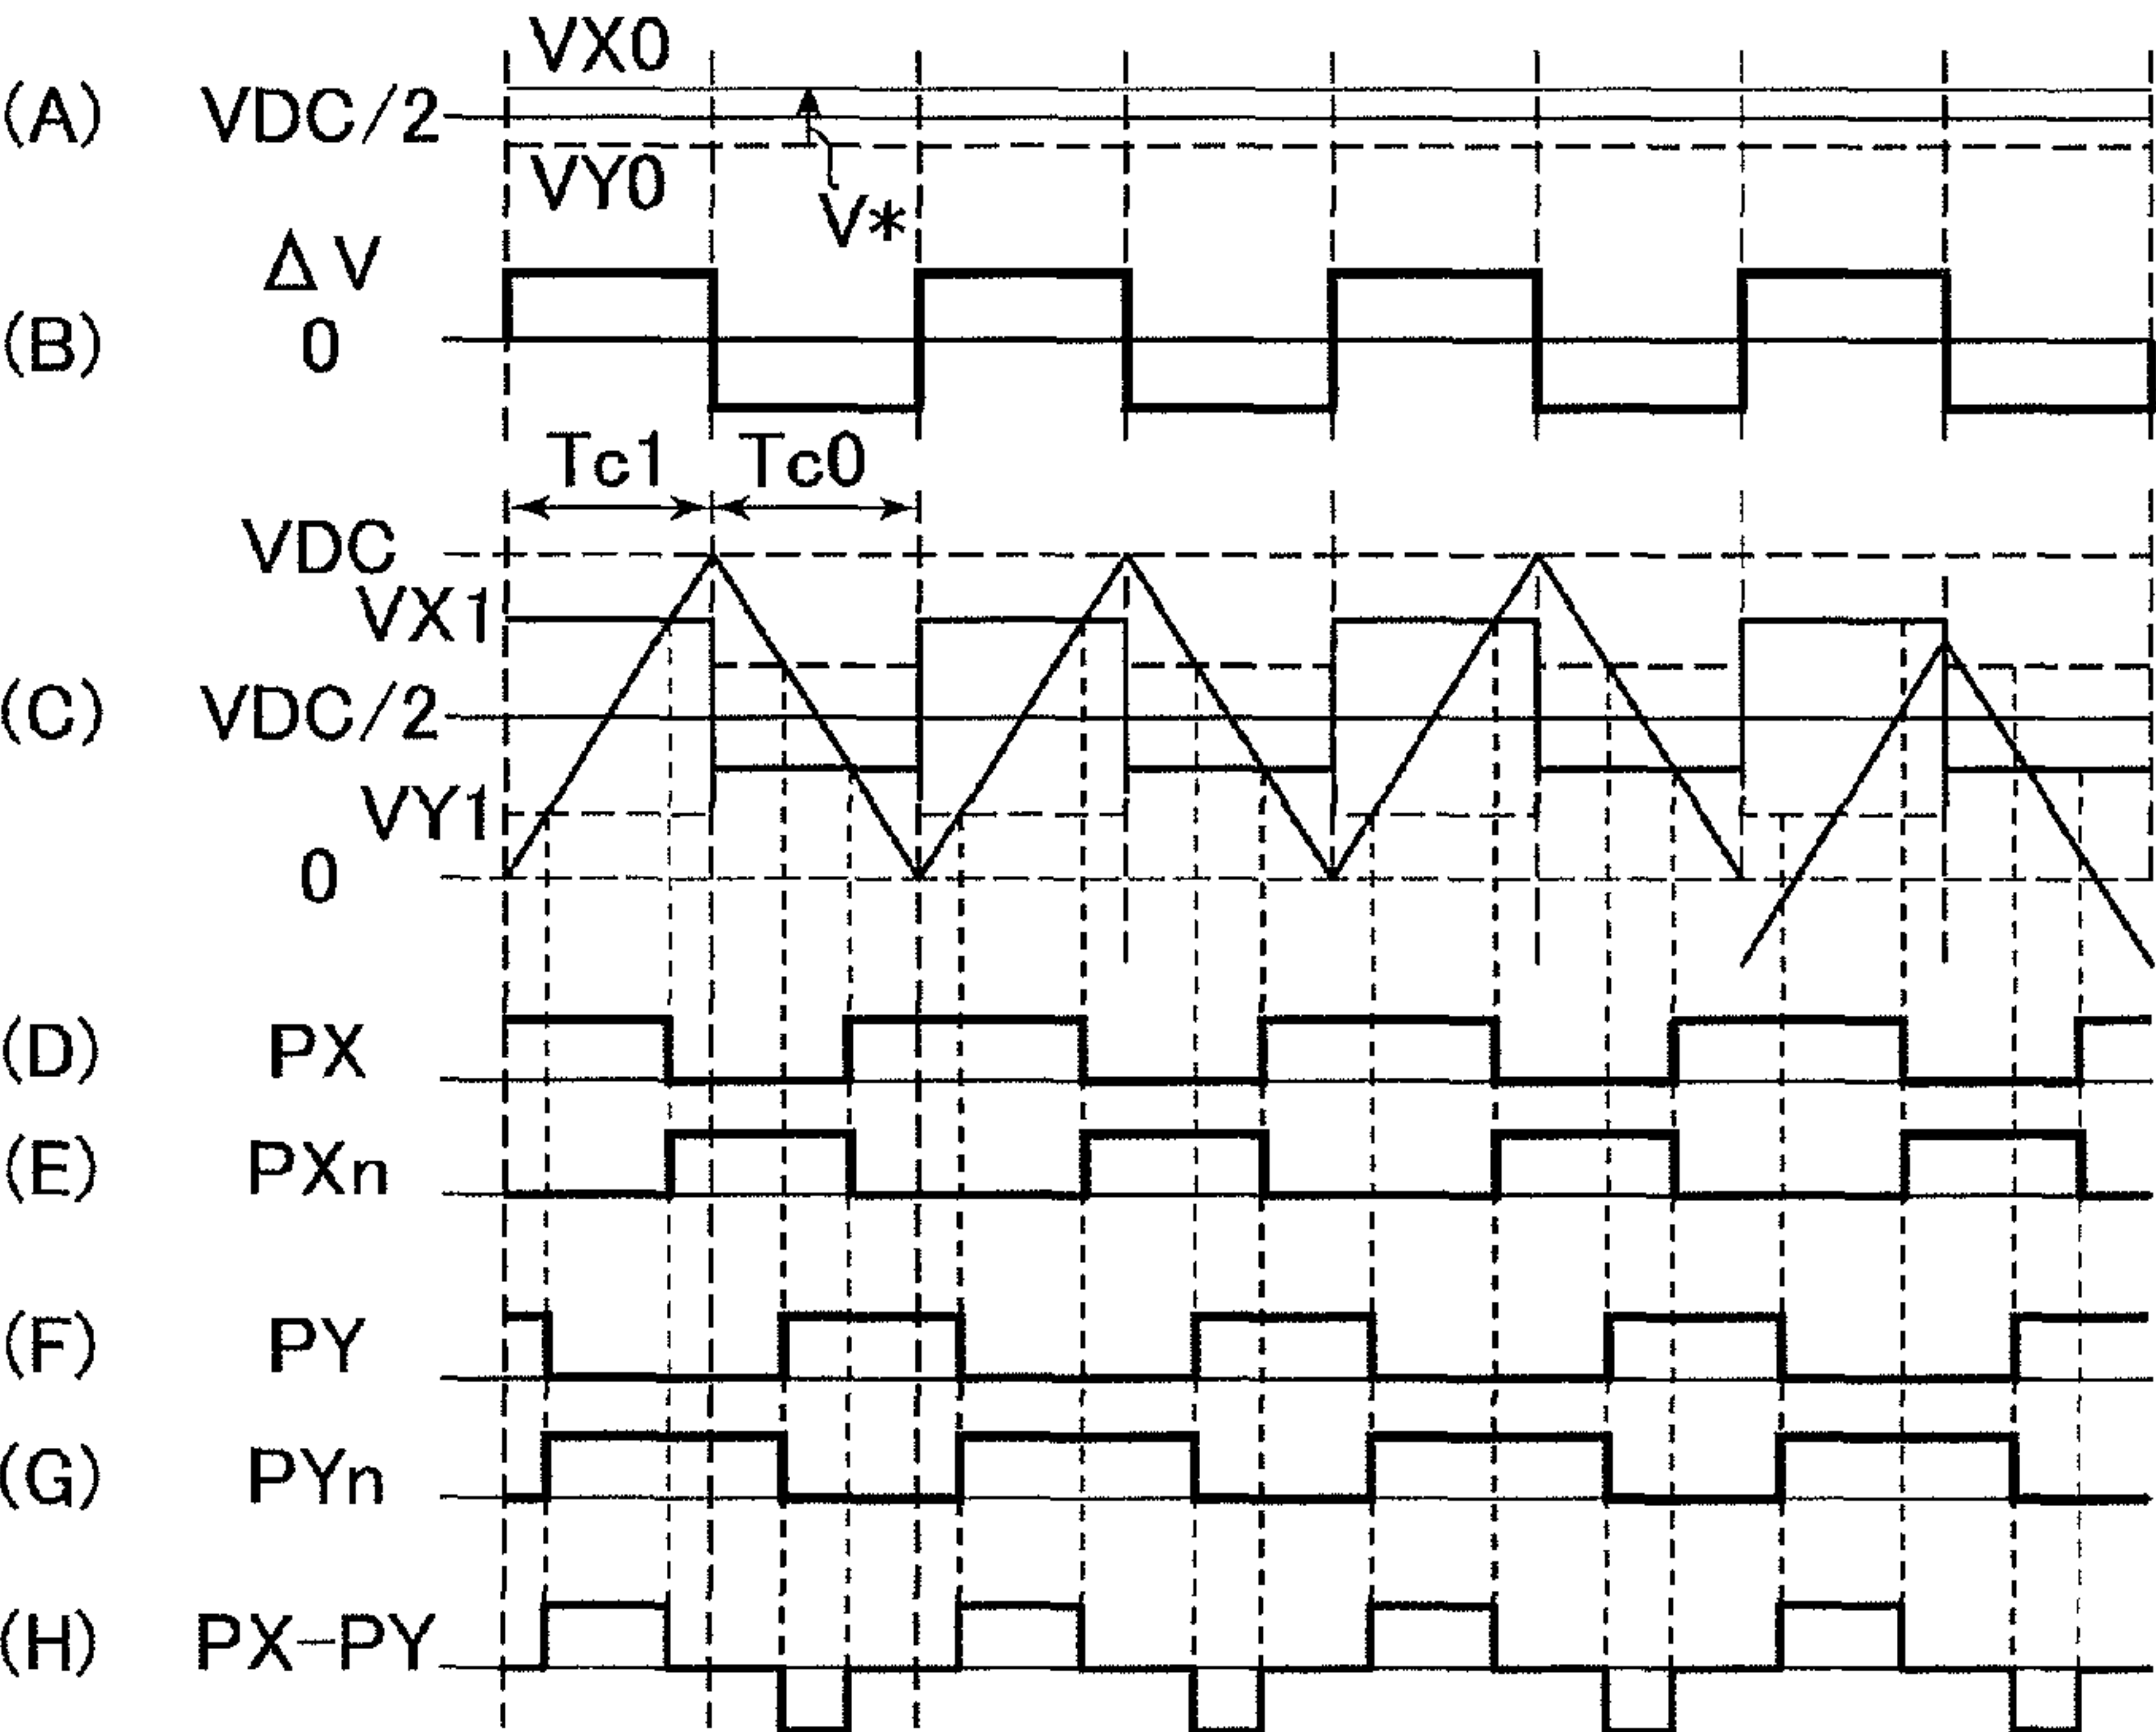 VX0
(A) VDC/2
VY0
V*
ΔV
(B) 0
Tc1 Tc0
VDC
VX1
(C) VDC/2
VY1
0
(D) PX
(E) PXn
(F) PY
(G) PYn
(H) PX-PY